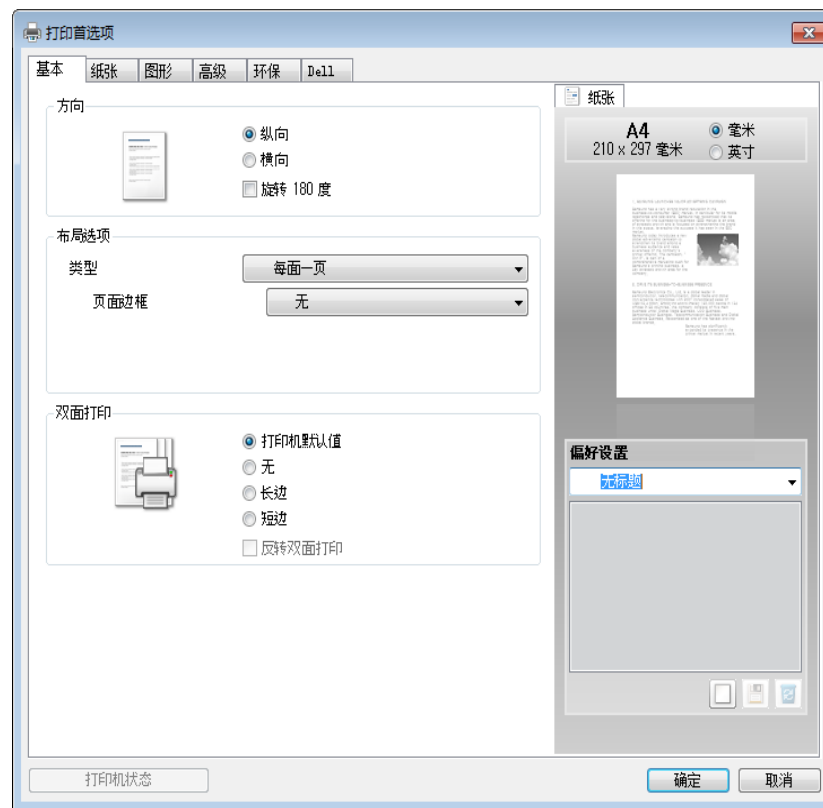 打印首选项
基本 纸张 图形 高级 环保 Dell
方向
纵向
横向
旋转 180 度
布局选项
类型 每面一页
页面边框 无
双面打印
打印机默认值
无
长边
短边
反转双面打印
纸张
A4
210 x 297 毫米
毫米
英寸
偏好设置
无标题
打印机状态
确定 取消